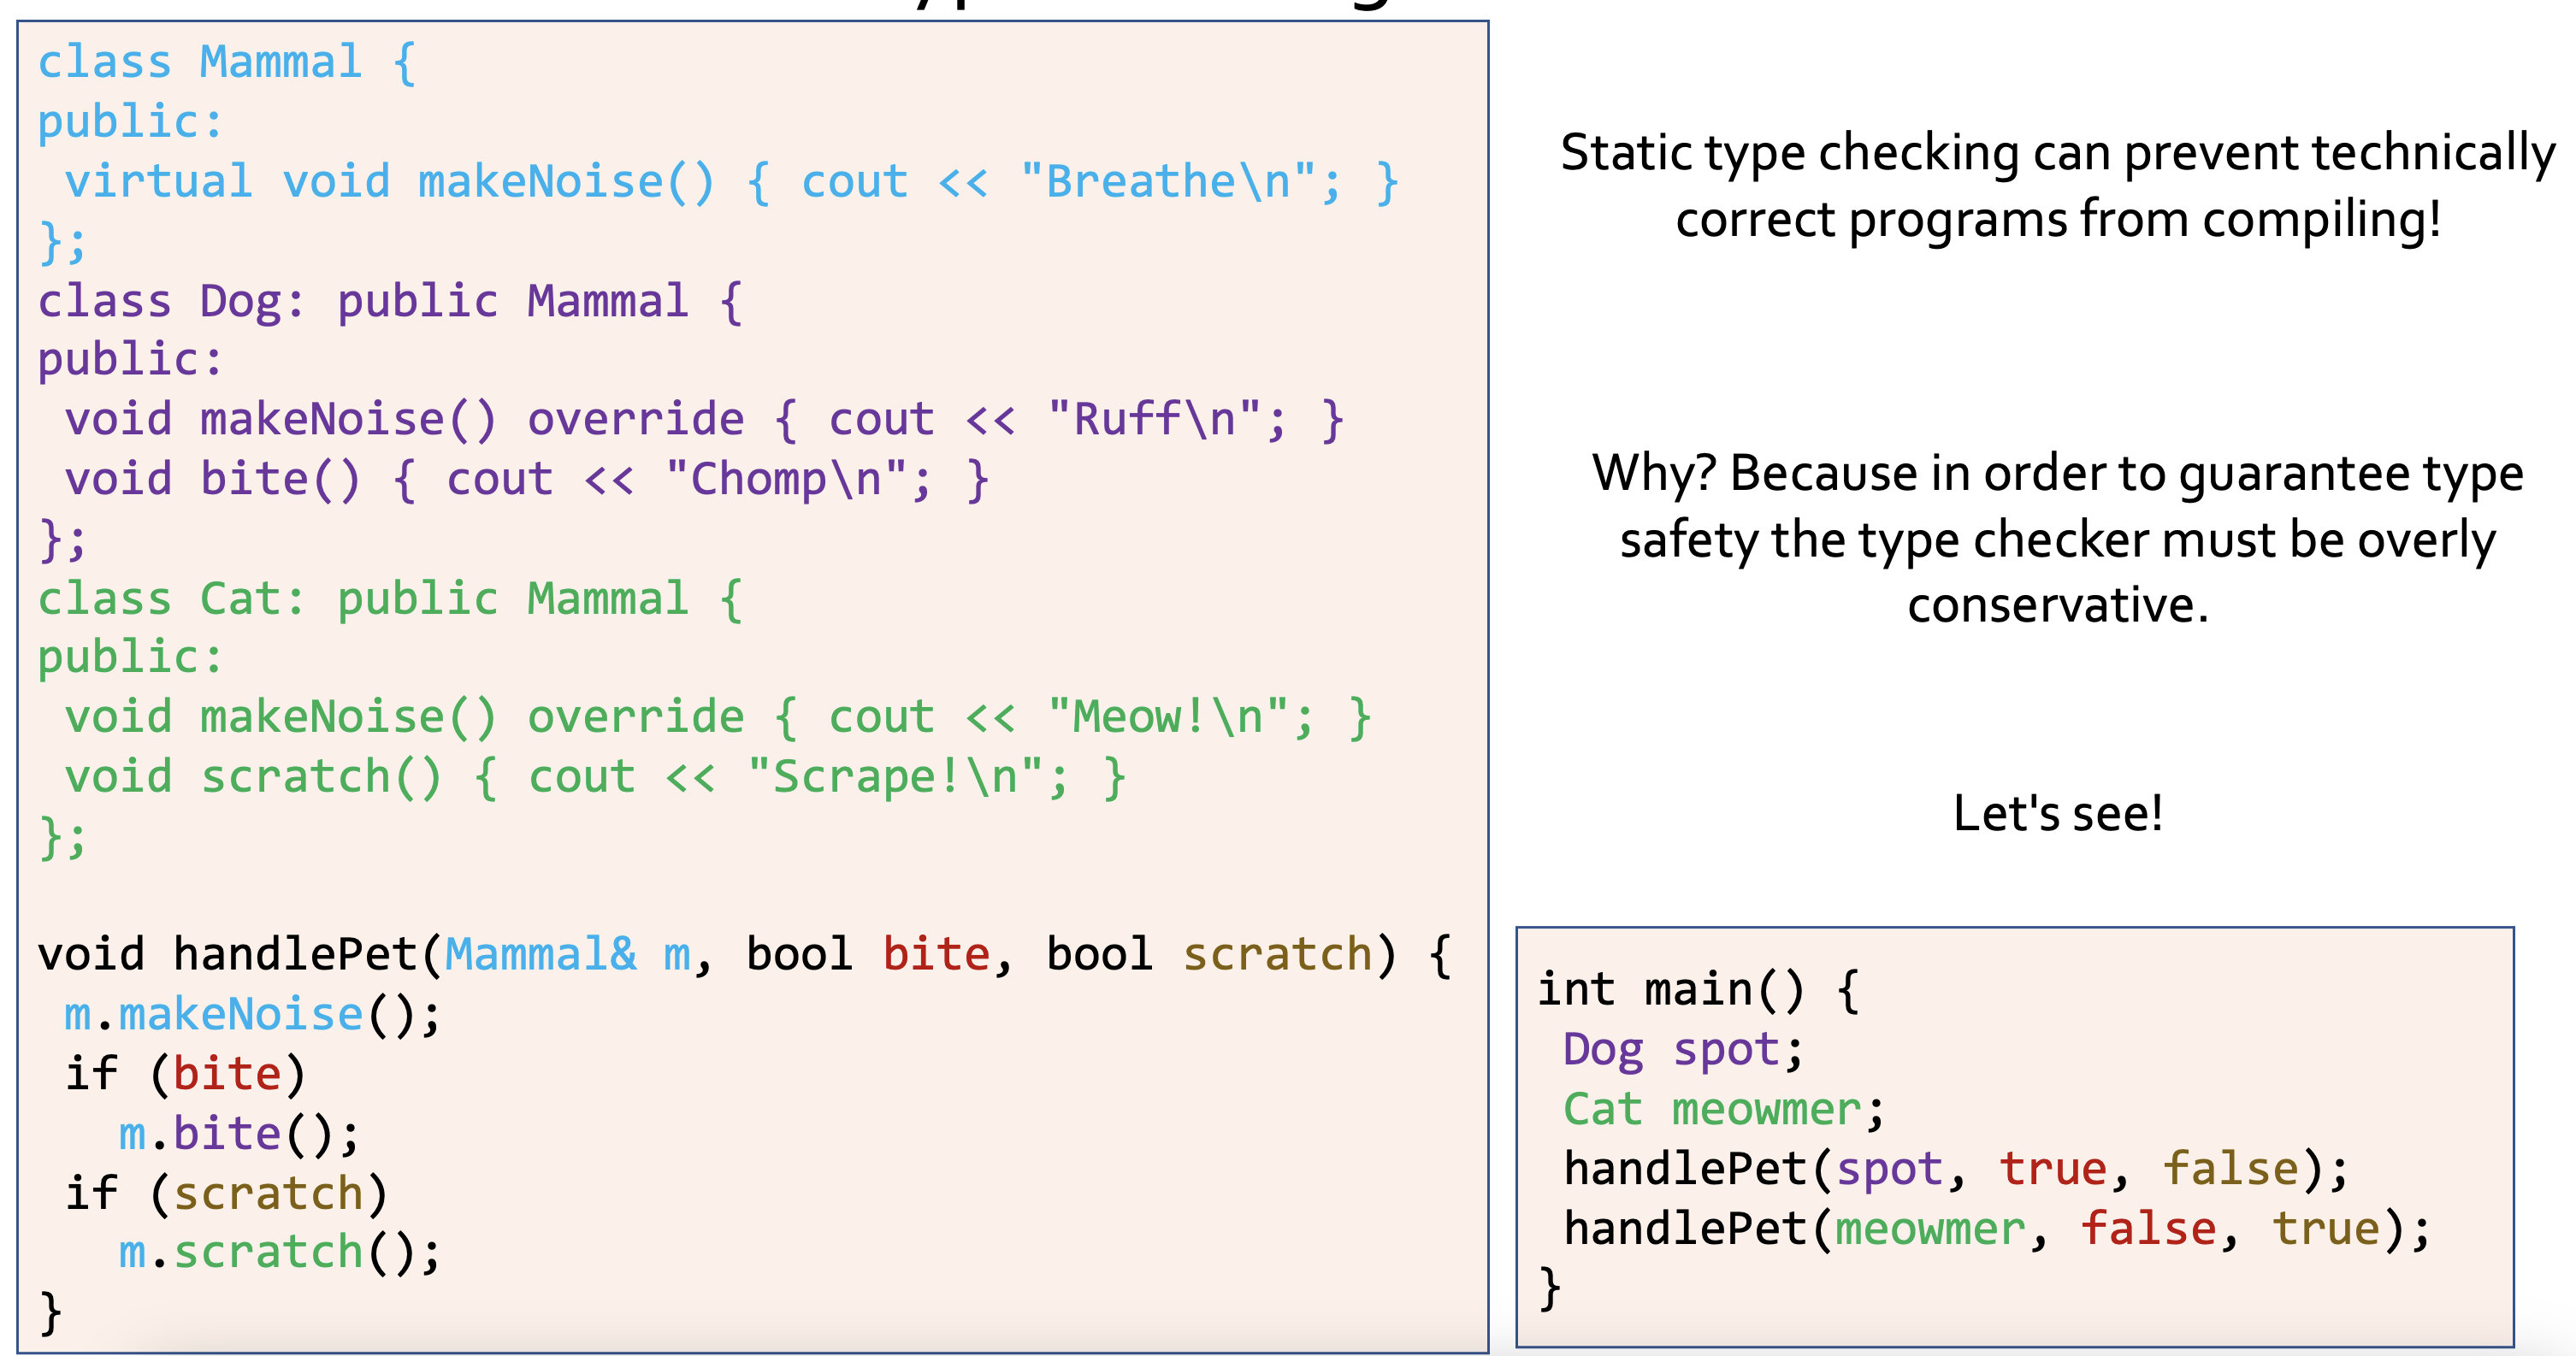 class Mammal {
public:
 virtual void makeNoise() { cout << "Breathe\n"; }
};
class Dog: public Mammal {
public:
 void makeNoise() override { cout << "Ruff\n"; }
 void bite() { cout << "Chomp\n"; }
};
class Cat: public Mammal {
public:
 void makeNoise() override { cout << "Meow!\n"; }
 void scratch() { cout << "Scrape!\n"; }
};

void handlePet(Mammal& m, bool bite, bool scratch) {
 m.makeNoise();
 if (bite)
   m.bite();
 if (scratch)
   m.scratch();
}
Static type checking can prevent technically
correct programs from compiling!
Why? Because in order to guarantee type
safety the type checker must be overly
conservative.
Let's see!
int main() {
 Dog spot;
 Cat meowmer;
 handlePet(spot, true, false);
 handlePet(meowmer, false, true);
}